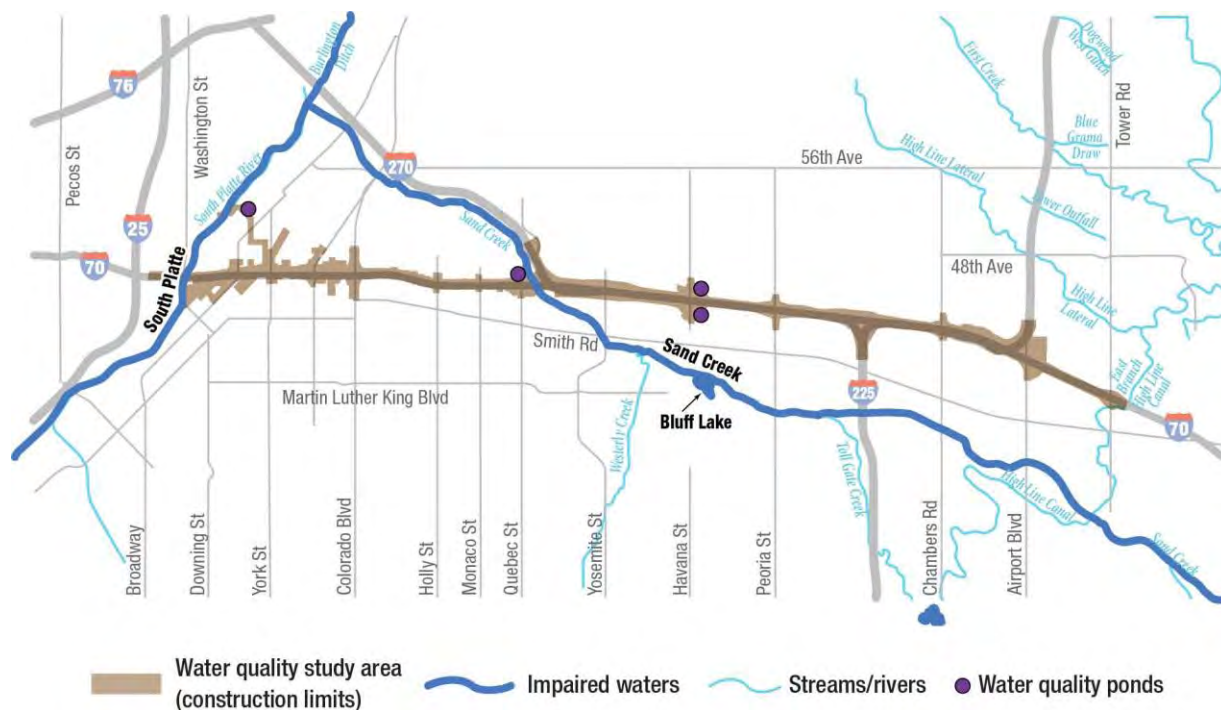 76
Pecos St
Washington St
Burlington
Ditch
270
South Platte River
25
70
South Platte
Sand Creek
First Creek
Dogwood
West Gulch
Tower Rd
Blue
Grama
Draw
High Line Lateral
56th Ave
48th Ave
High Line
Lateral
Smith Rd
Sand Creek
Bluff Lake
Martin Luther King Blvd
Westerly Creek
225
East
Branch
High Line
Canal
70
Toll Gate Creek
High Line Canal
Sand Creek
Broadway
Downing St
York St
Colorado Blvd
Holly St
Monaco St
Quebec St
Yosemite St
Havana St
Peoria St
Chambers Rd
Airport Blvd
Water quality study area
(construction limits)
Impaired waters
Streams/rivers
Water quality ponds